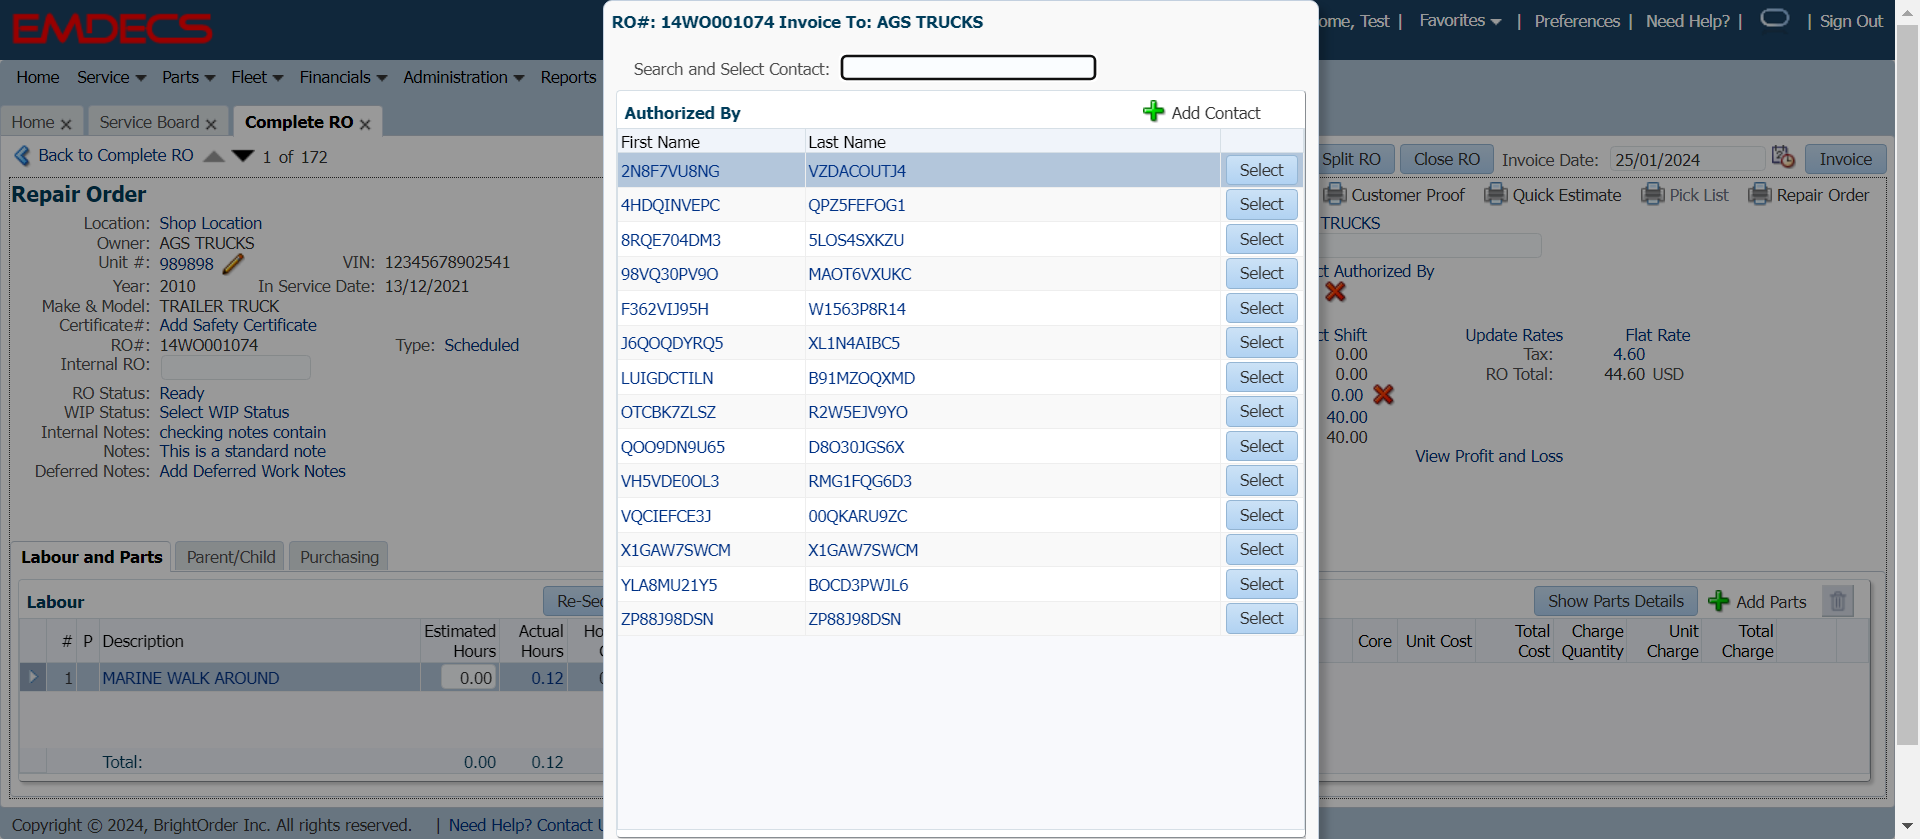 EMDECS
ome, Test | Favorites | Preferences | Need Help? | | Sign Out
Home Service Parts Fleet Financials Administration Reports
Home Service Board Complete RO
Back to Complete RO 1 of 172
Split RO Close RO Invoice Date: 25/01/2024 Invoice
Repair Order
Customer Proof Quick Estimate Pick List Repair Order
Location: Shop Location
Owner: AGS TRUCKS
Unit #: 989898 VIN: 12345678902541
Year: 2010 In Service Date: 13/12/2021
Make & Model: TRAILER TRUCK
Certificate#: Add Safety Certificate
RO#: 14WO001074 Type: Scheduled
Internal RO:
RO Status: Ready
WIP Status: Select WIP Status
Internal Notes: checking notes contain
Notes: This is a standard note
Deferred Notes: Add Deferred Work Notes
TRUCKS
ct Authorized By
ct Shift Update Rates Flat Rate
0.00 Tax: 4.60
0.00 RO Total: 44.60 USD
0.00
40.00
40.00
View Profit and Loss
RO#: 14WO001074 Invoice To: AGS TRUCKS
Search and Select Contact:
Authorized By Add Contact
First Name Last Name
2N8F7VU8NG VZDACOUTJ4 Select
4HDQINVEPC QPZ5FEFOG1 Select
8RQE704DM3 5LOS4SXKZU Select
98VQ30PV9O MAOT6VXUKC Select
F362VIJ95H W1563P8R14 Select
J6QOQDYRQ5 XL1N4AIBC5 Select
LUIGDCTILN B91MZOQXMD Select
OTCBK7ZLSZ R2W5EJV9YO Select
QOO9DN9U65 D8O30JGS6X Select
VH5VDE0OL3 RMG1FQG6D3 Select
VQCIEFCE3J 00QKARU9ZC Select
X1GAW7SWCM X1GAW7SWCM Select
YLA8MU21Y5 BOCD3PWJL6 Select
ZP88J98DSN ZP88J98DSN Select
Labour and Parts Parent/Child Purchasing
Labour Re-Sec
# P Description Estimated Hours Actual Hours Ho
1 MARINE WALK AROUND 0.00 0.12
Total: 0.00 0.12
Show Parts Details Add Parts
Core Unit Cost Total Cost Charge Quantity Unit Charge Total Charge
Copyright © 2024, BrightOrder Inc. All rights reserved. | Need Help? Contact U